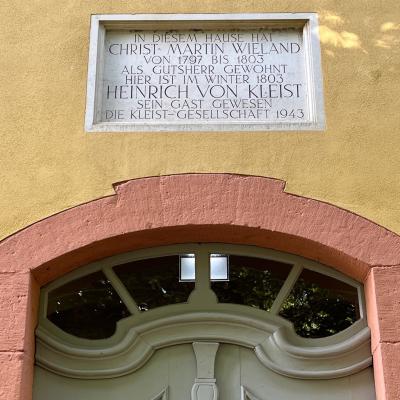 IN DIESEM HAUSE HAT
CHRIST· MARTIN WIELAND
VON 1797 BIS 1803
ALS GUTSHERR GEWOHNT
HIER IST IM WINTER 1803
HEINRICH VON KLEIST
SEIN GAST GEWESEN
DIE KLEIST-GESELLSCHAFT 1943